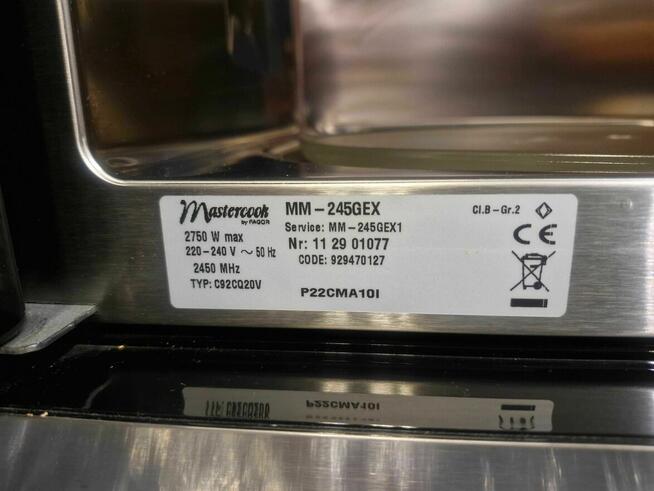 Mastercook
by FAGOR
2750 W max
220-240 V ~ 50 Hz
2450 MHz
TYP: C92CQ20V
MM-245GEX
Service: MM-245GEX1
Nr: 11 29 01077
CODE: 929470127
P22CMA10I
Cl.B-Gr.2
CE